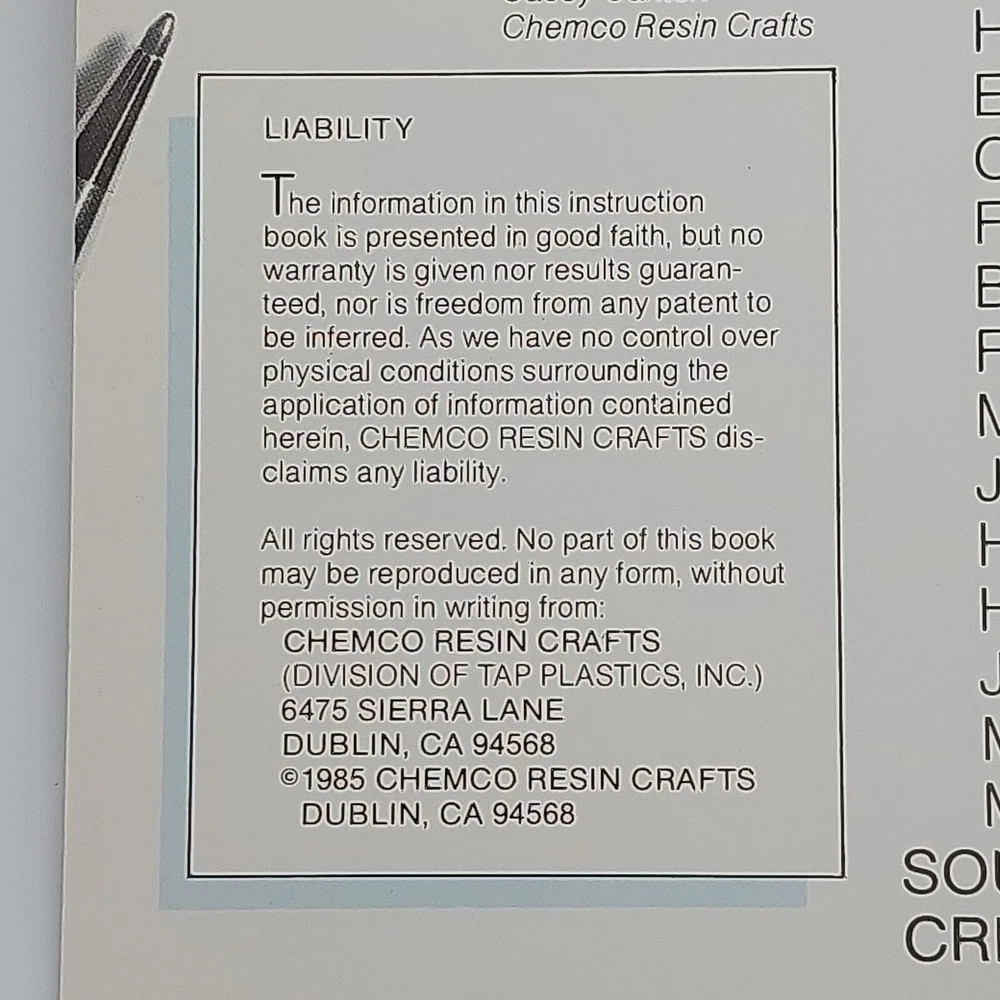 Chemco Resin Crafts
LIABILITY
The information in this instruction
book is presented in good faith, but no
warranty is given nor results guaran-
teed, nor is freedom from any patent to
be inferred. As we have no control over
physical conditions surrounding the
application of information contained
herein, CHEMCO RESIN CRAFTS dis-
claims any liability.
All rights reserved. No part of this book
may be reproduced in any form, without
permission in writing from:
CHEMCO RESIN CRAFTS
(DIVISION OF TAP PLASTICS, INC.)
6475 SIERRA LANE
DUBLIN, CA 94568
©1985 CHEMCO RESIN CRAFTS
DUBLIN, CA 94568